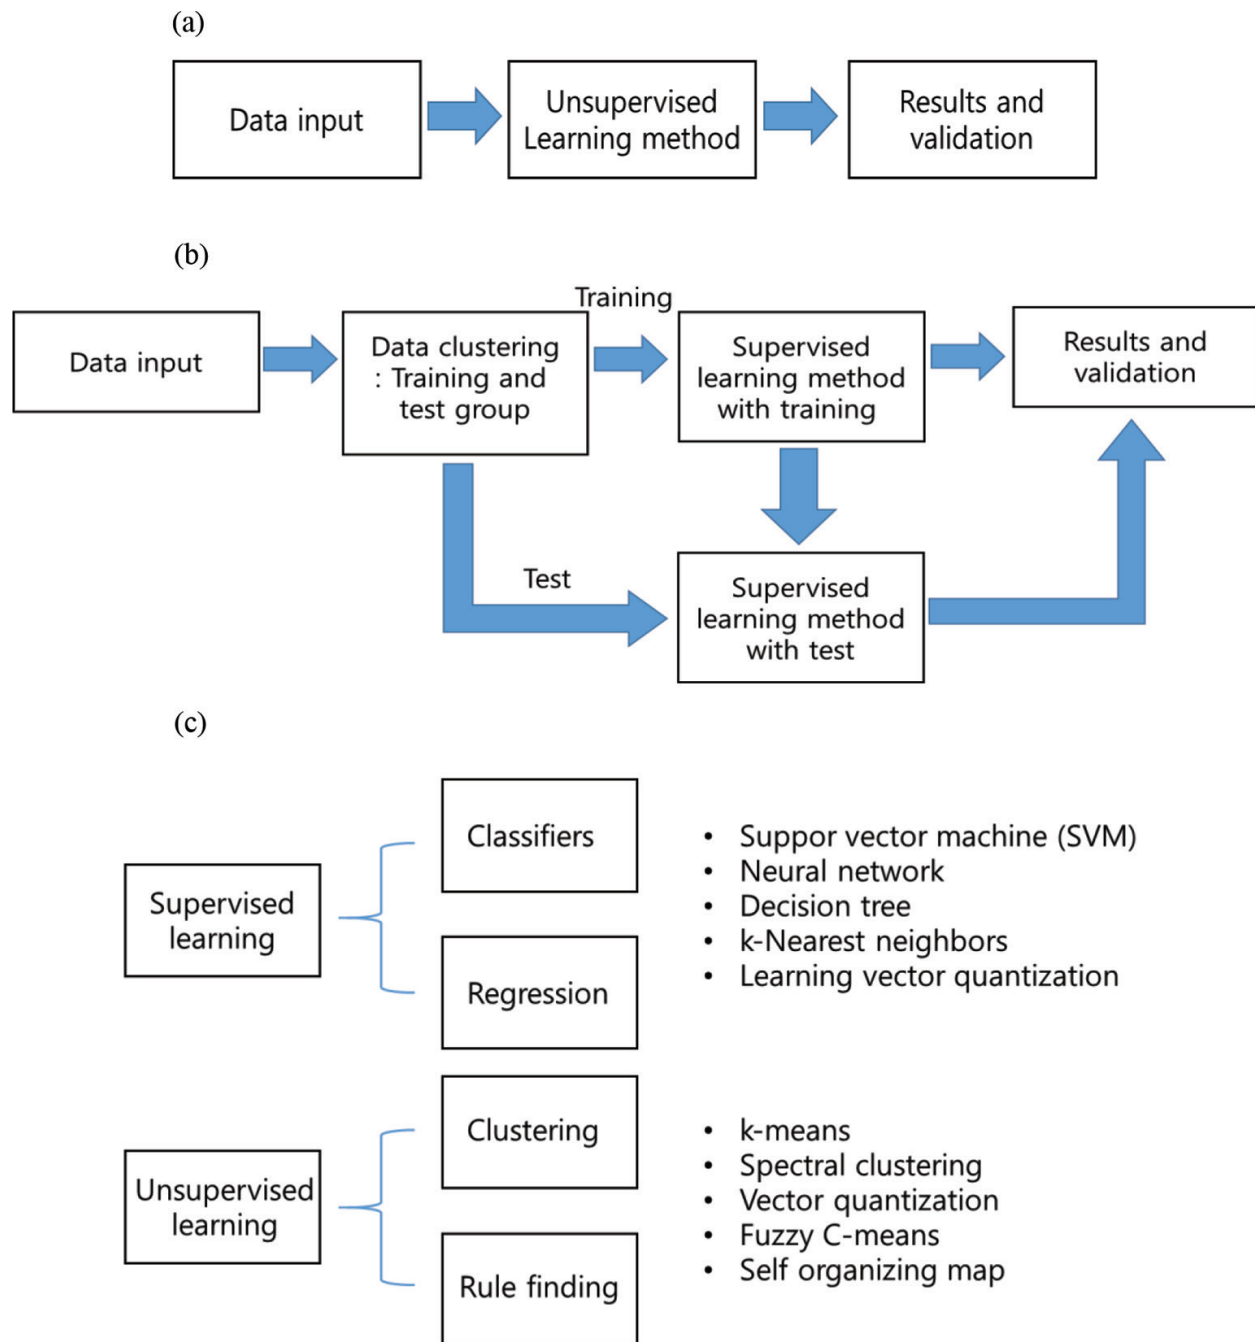 (a)
Data input
Unsupervised
Learning method
Results and
validation
(b)
Training
Data input
Data clustering
: Training and
test group
Supervised
learning method
with training
Results and
validation
Test
Supervised
learning method
with test
(c)
Supervised
learning
Classifiers
Regression
• Suppor vector machine (SVM)
• Neural network
• Decision tree
• k-Nearest neighbors
• Learning vector quantization
Unsupervised
learning
Clustering
Rule finding
• k-means
• Spectral clustering
• Vector quantization
• Fuzzy C-means
• Self organizing map